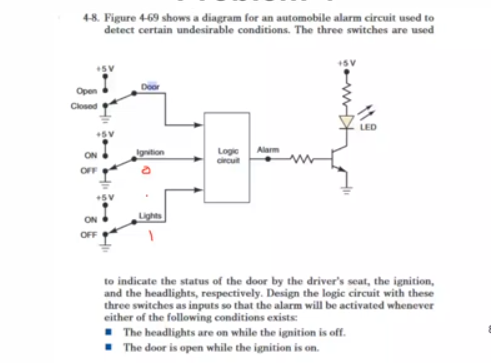 4-8. Figure 4-69 shows a diagram for an automobile alarm circuit used to
detect certain undesirable conditions. The three switches are used
+5 V
+5 V
Open
Door
Closed
LED
+5 V
ON
Ignition
Logic
circuit
Alarm
OFF
0
+5 V
ON
Lights
OFF
1
to indicate the status of the door by the driver's seat, the ignition,
and the headlights, respectively. Design the logic circuit with these
three switches as inputs so that the alarm will be activated whenever
either of the following conditions exists:
■ The headlights are on while the ignition is off.
■ The door is open while the ignition is on.